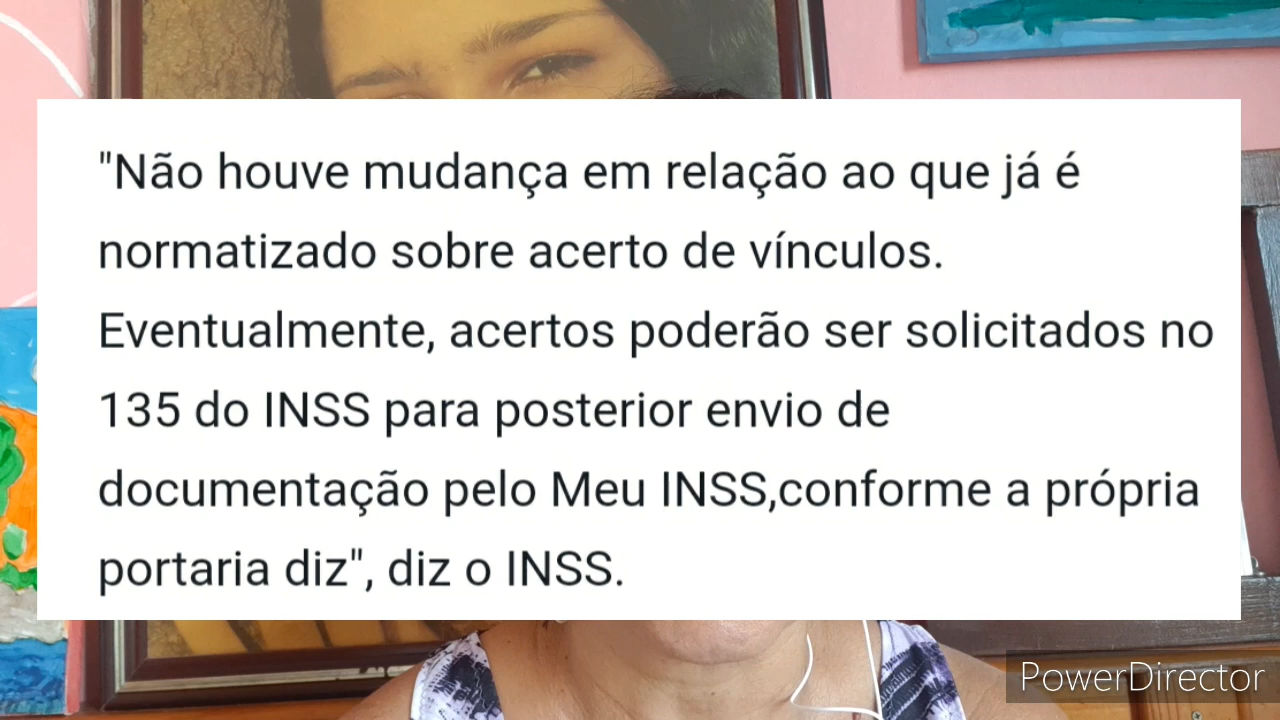 "Não houve mudança em relação ao que já é
normatizado sobre acerto de vínculos.
Eventualmente, acertos poderão ser solicitados no
135 do INSS para posterior envio de
documentação pelo Meu INSS,conforme a própria
portaria diz", diz o INSS.
PowerDirector